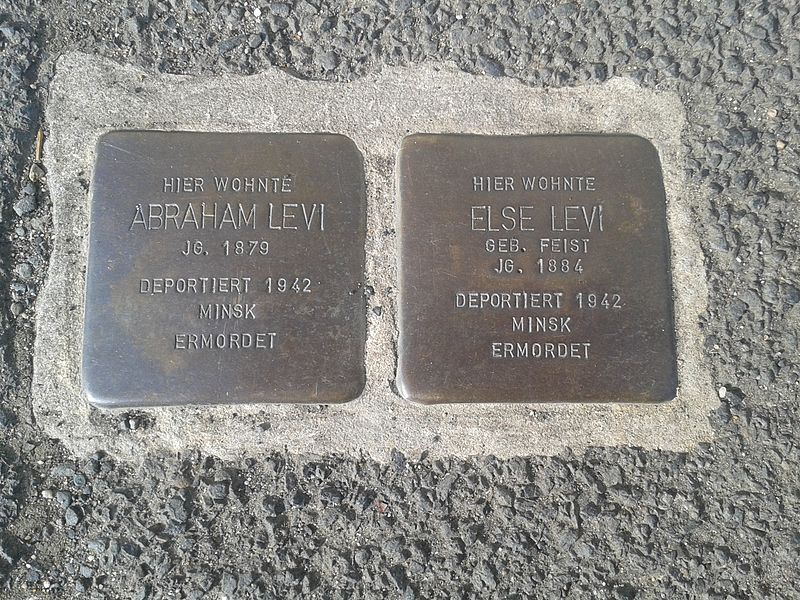 HIER WOHNTE
ABRAHAM LEVI
JG. 1879
DEPORTIERT 1942
MINSK
ERMORDET
HIER WOHNTE
ELSE LEVI
GEB. FEIST
JG. 1884
DEPORTIERT 1942
MINSK
ERMORDET